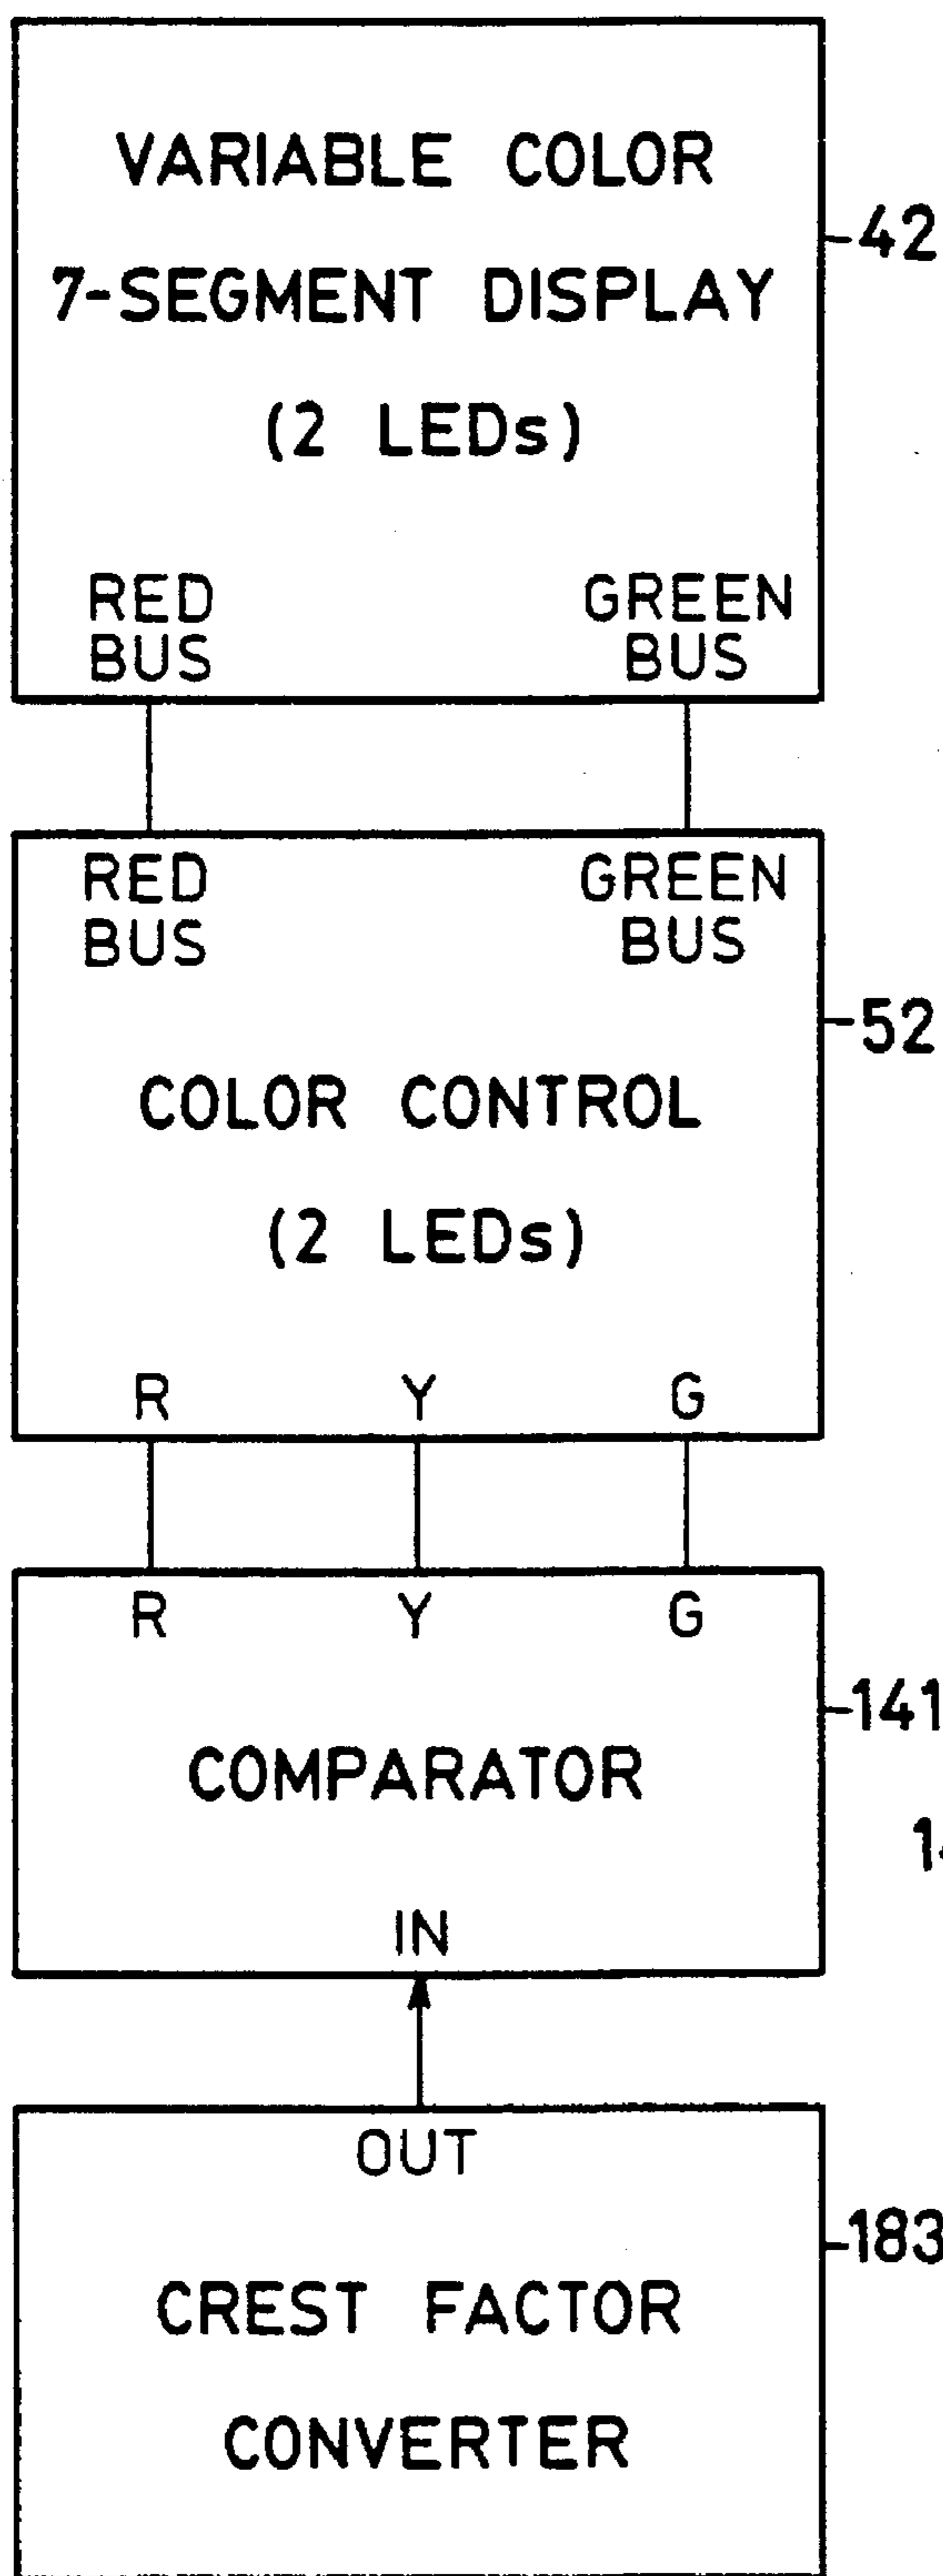 VARIABLE COLOR
42
7-SEGMENT DISPLAY
(2 LEDs)
RED GREEN
BUS BUS
RED GREEN
BUS BUS
52
COLOR CONTROL
(2 LEDs)
R Y G
R Y G
141
COMPARATOR
IN
OUT
183
CREST FACTOR
CONVERTER